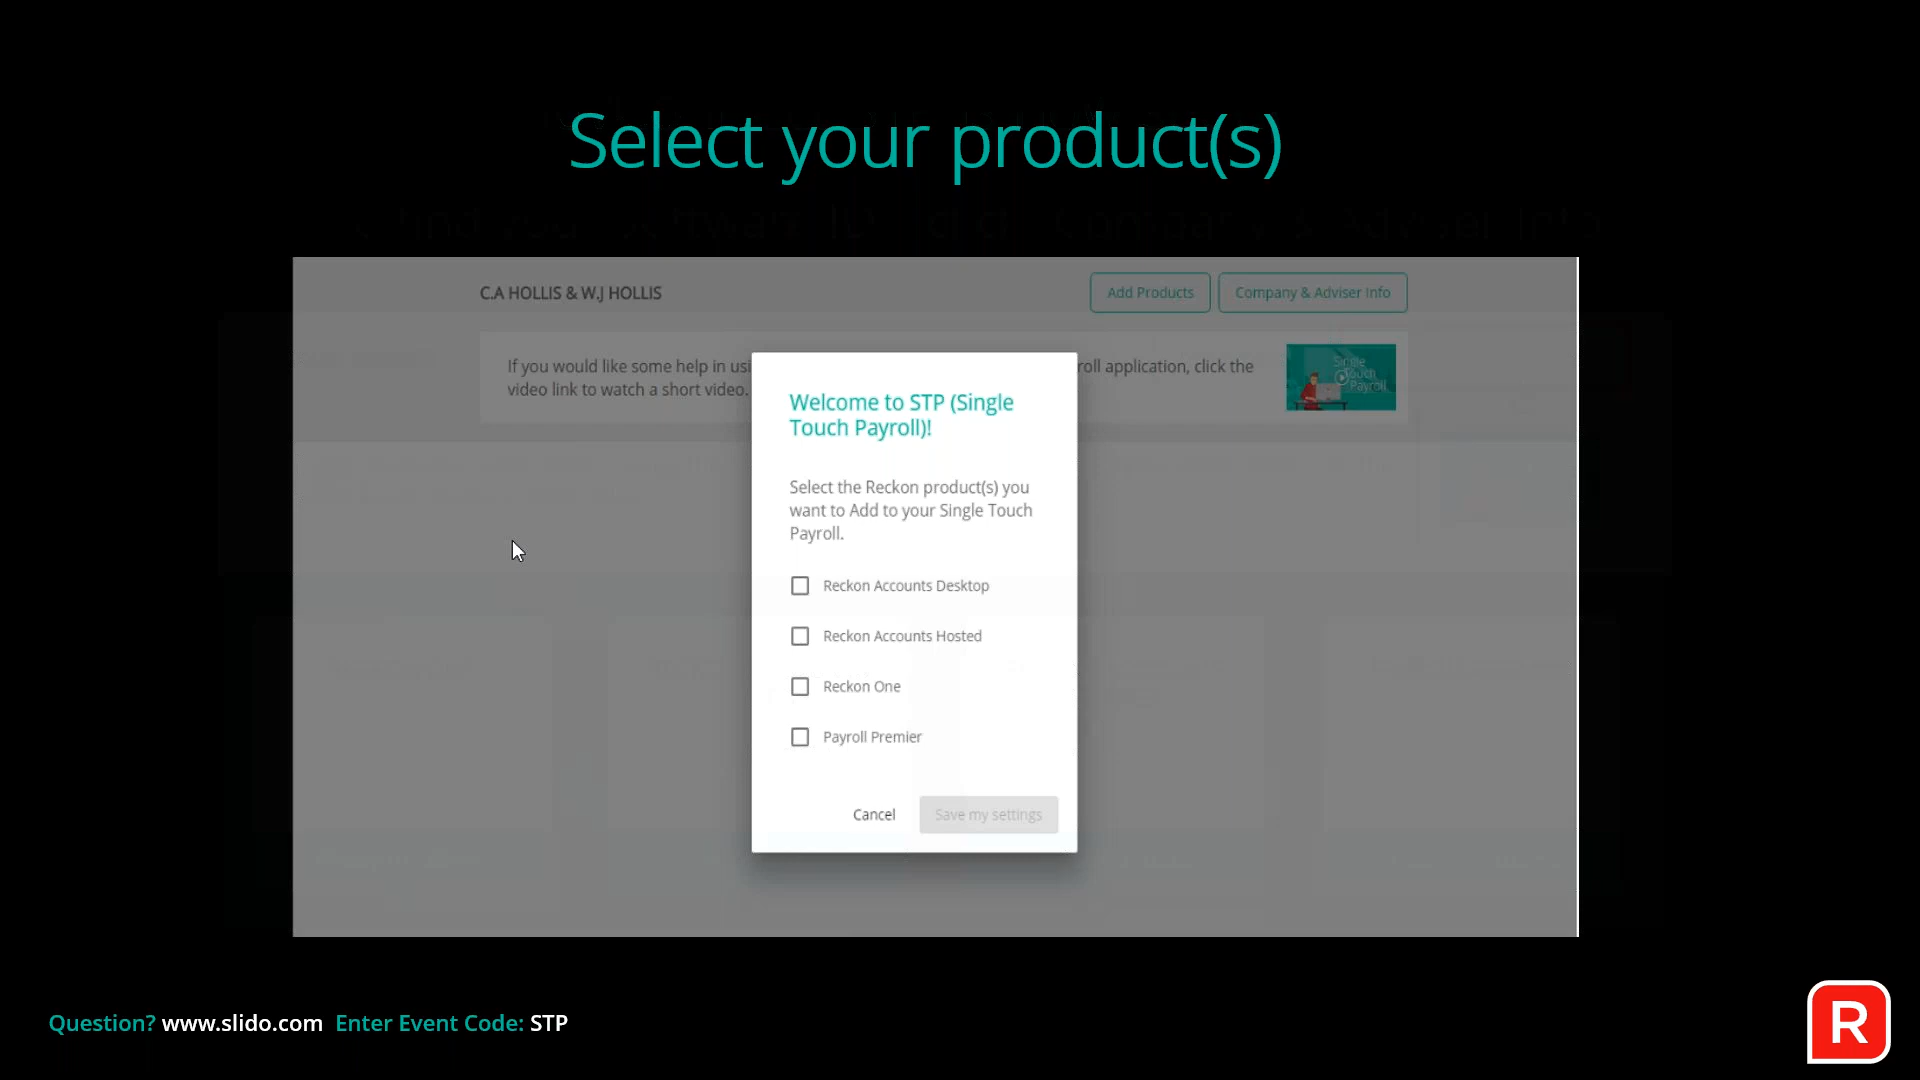 Select your product(s)
C.A HOLLIS & W.J HOLLIS
Add Products
Company & Adviser Info
If you would like some help in usi
roll application, click the
video link to watch a short video.
Single
Touch
Payroll
Welcome to STP (Single
Touch Payroll)!
Select the Reckon product(s) you
want to Add to your Single Touch
Payroll.
Reckon Accounts Desktop
Reckon Accounts Hosted
Reckon One
Payroll Premier
Cancel
Save my settings
Question? www.slido.com Enter Event Code: STP
R